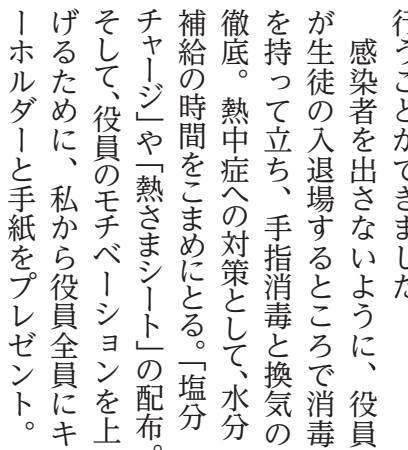 行うことができました
　感染者を出さないように、役員
が生徒の入退場するところで消毒
を持って立ち、手指消毒と換気の
徹底。熱中症への対策として、水分
補給の時間をこまめにとる。「塩分
チャージ」や「熱さまシート」の配布。
そして、役員のモチベーションを上
げるために、私から役員全員にキ
ーホルダーと手紙をプレゼント。